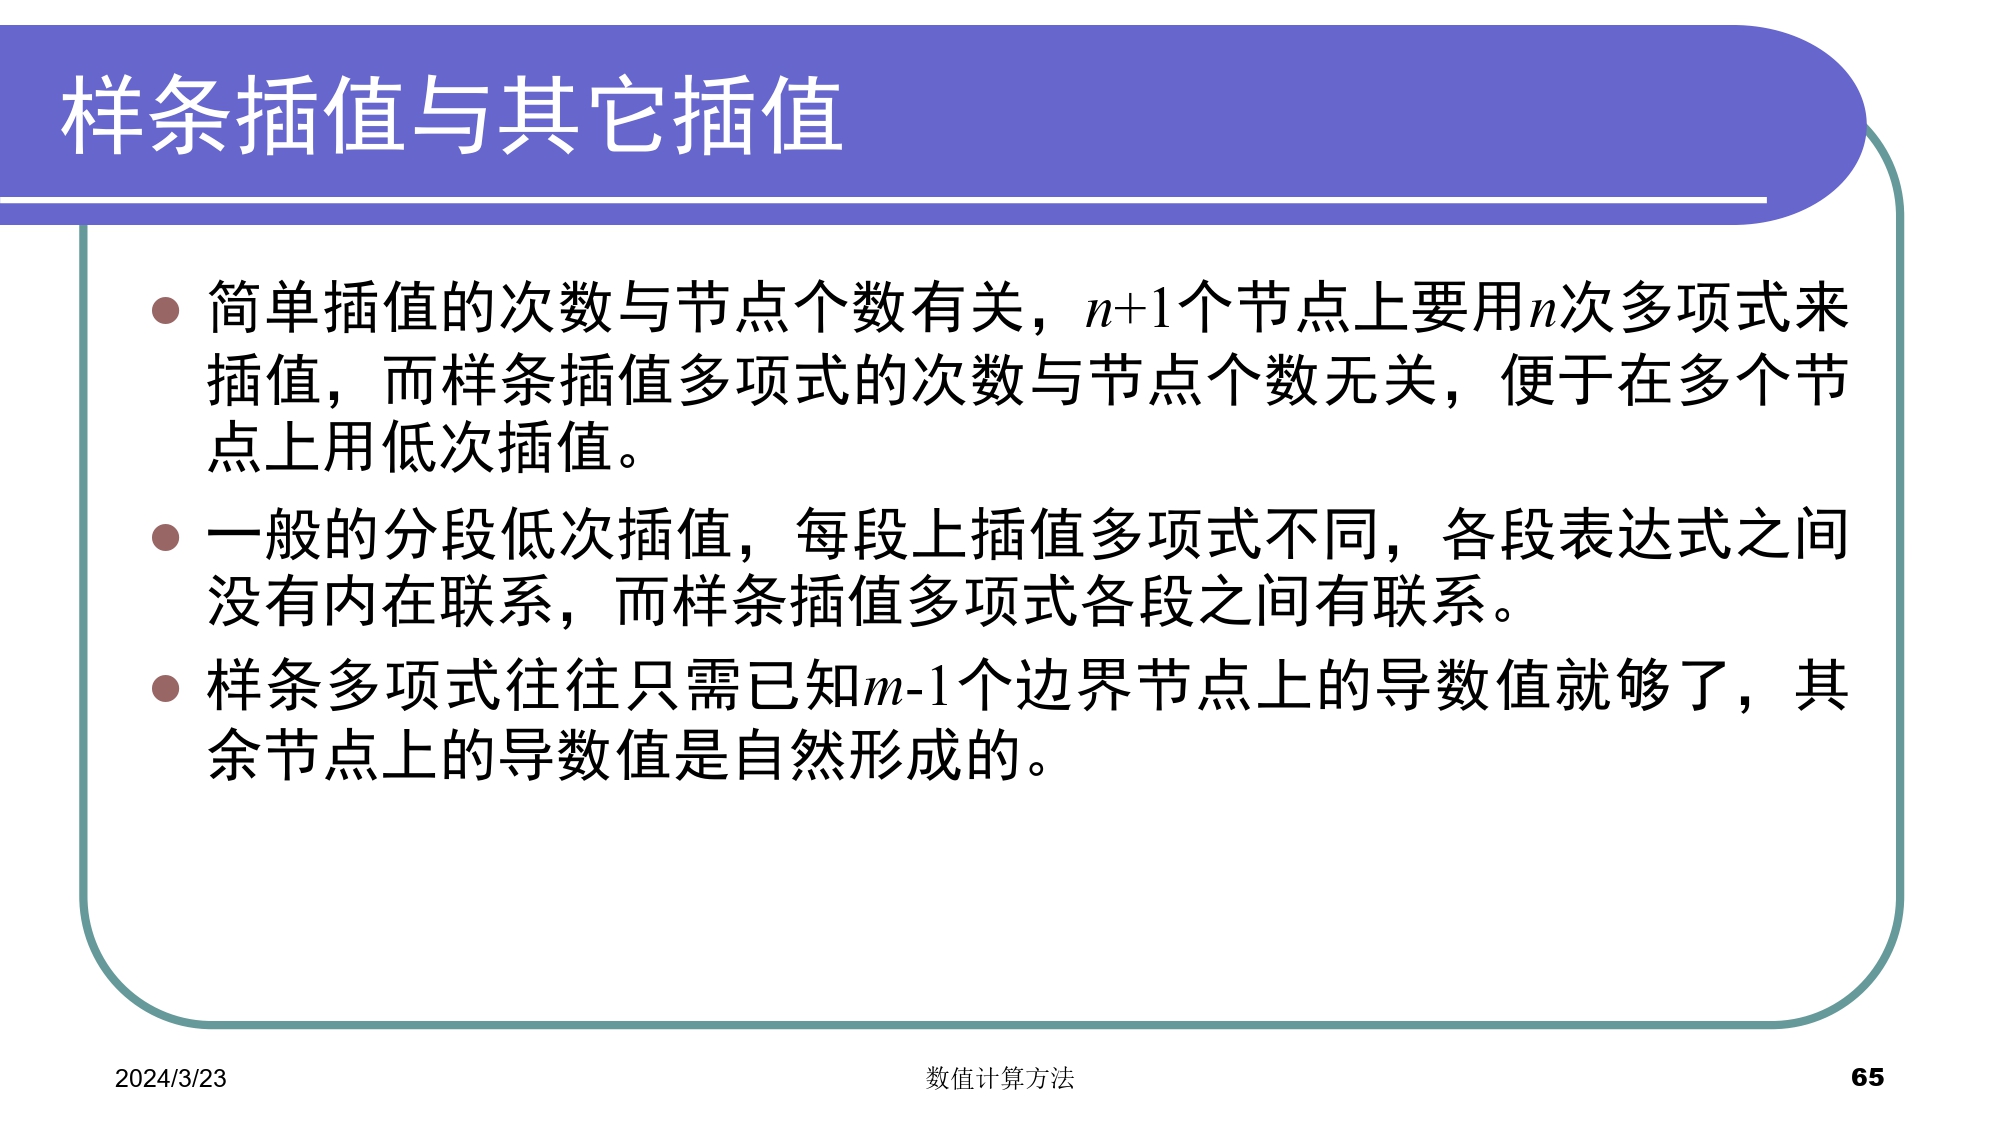 样条插值与其它插值
简单插值的次数与节点个数有关，n+1个节点上要用n次多项式来
插值，而样条插值多项式的次数与节点个数无关，便于在多个节
点上用低次插值。
一般的分段低次插值，每段上插值多项式不同，各段表达式之间
没有内在联系，而样条插值多项式各段之间有联系。
样条多项式往往只需已知m-1个边界节点上的导数值就够了，其
余节点上的导数值是自然形成的。
2024/3/23
数值计算方法
65